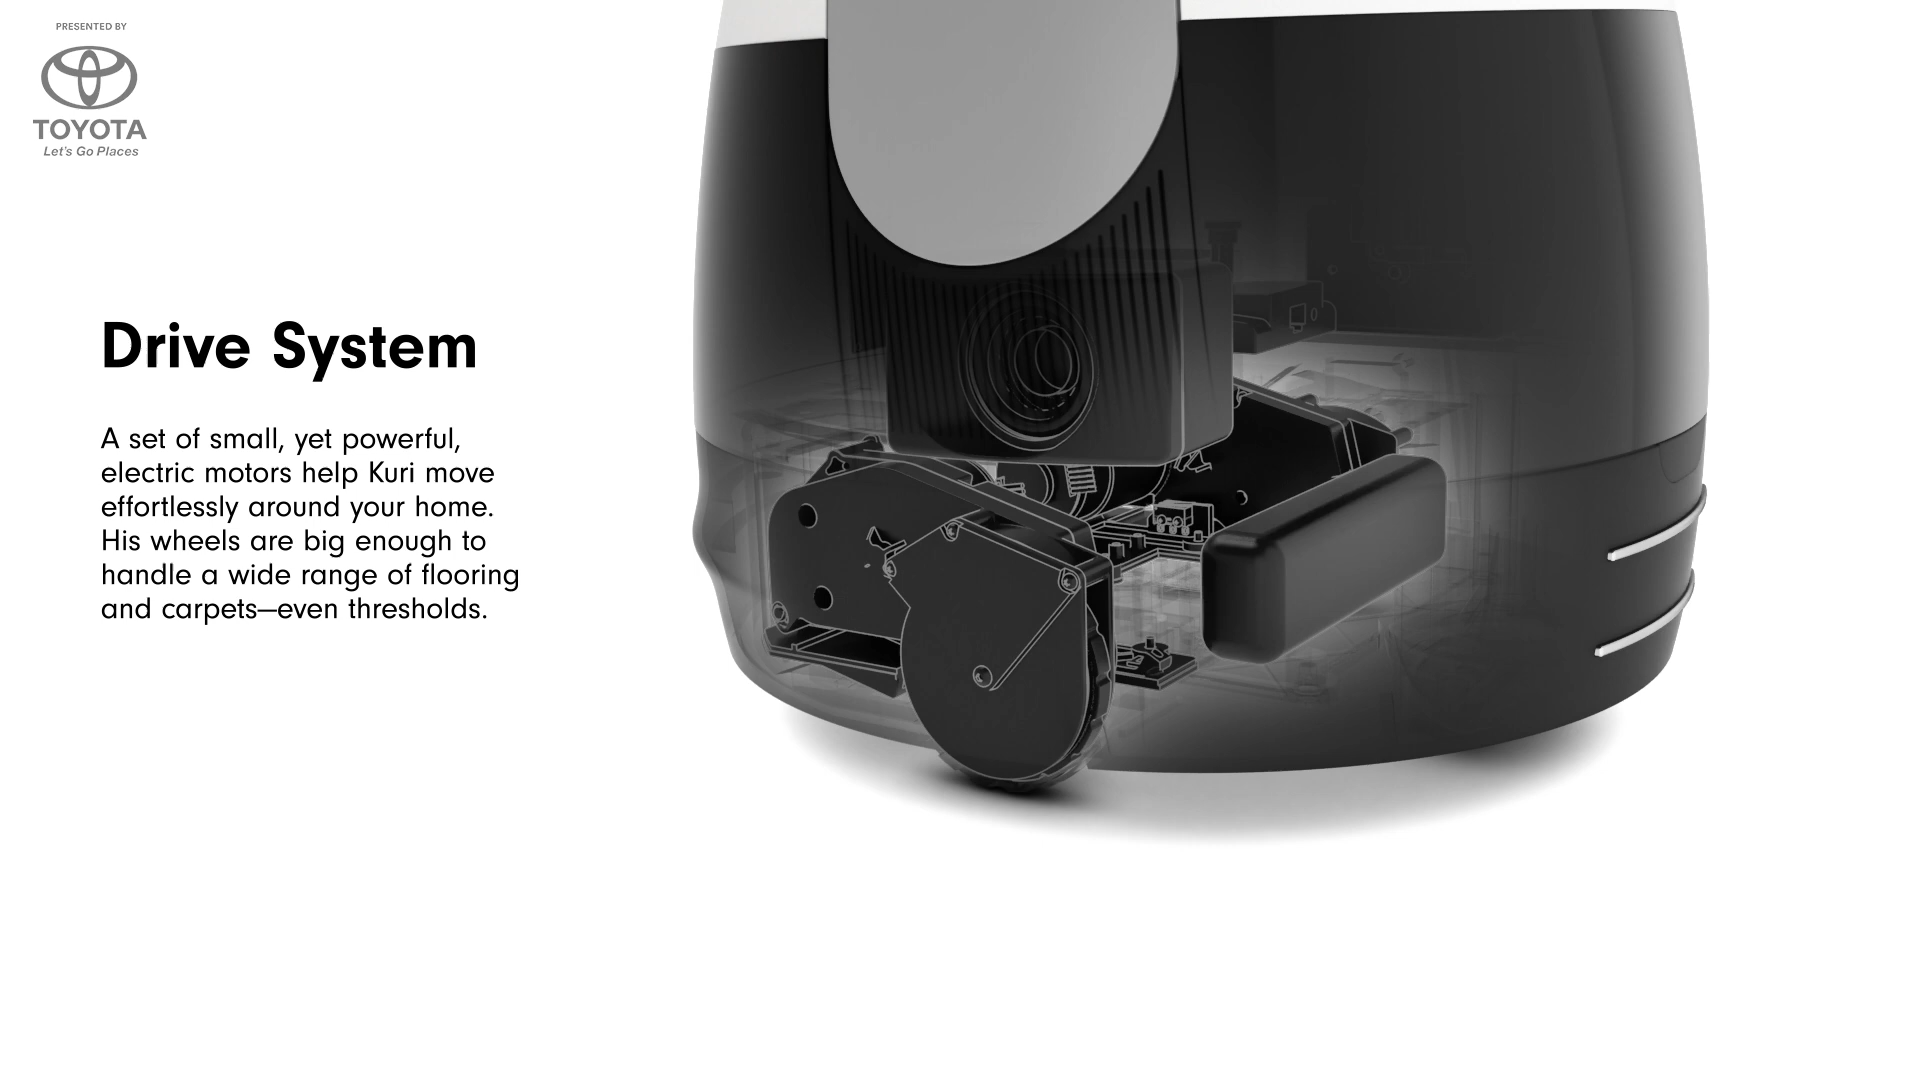 PRESENTED BY
TOYOTA
Let's Go Places
Drive System
A set of small, yet powerful,
electric motors help Kuri move
effortlessly around your home.
His wheels are big enough to
handle a wide range of flooring
and carpets—even thresholds.